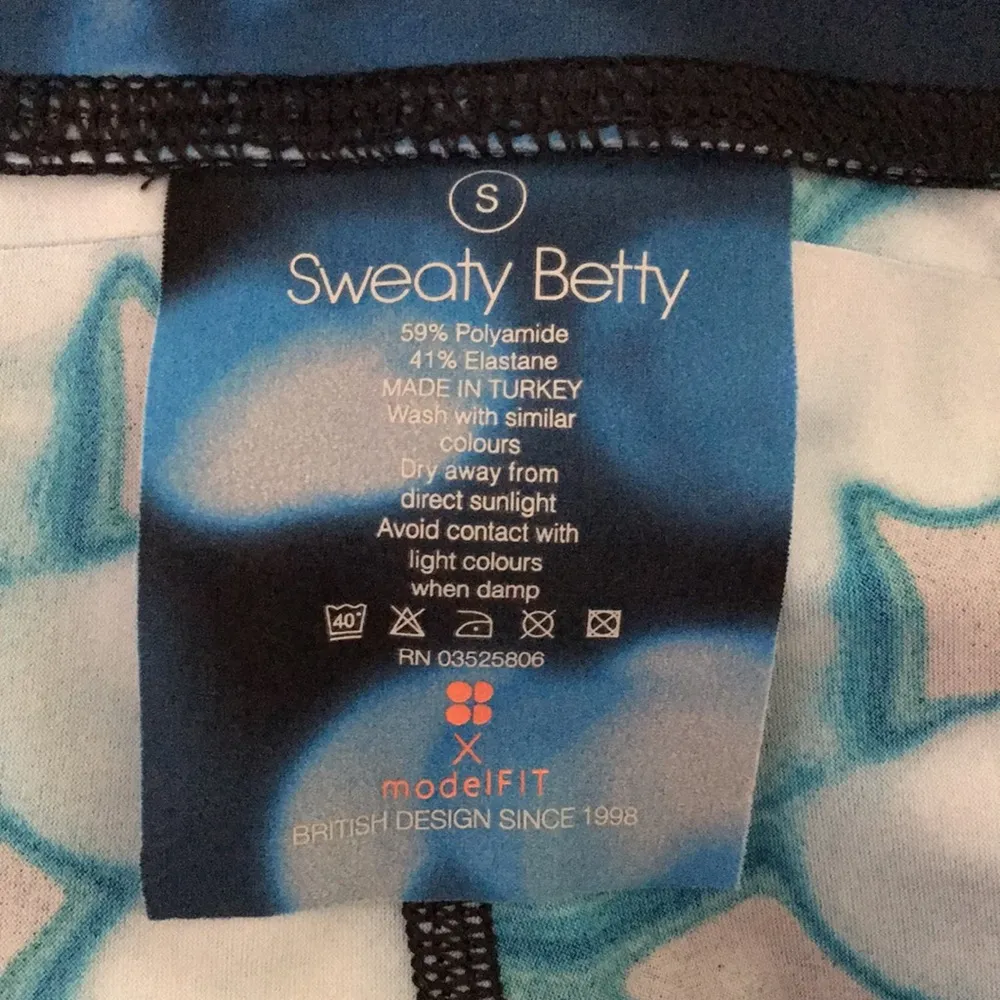 S
Sweaty Betty
59% Polyamide
41% Elastane
MADE IN TURKEY
Wash with similar
colours
Dry away from
direct sunlight
Avoid contact with
light colours
when damp
40°
RN 03525806
X
modelFIT
BRITISH DESIGN SINCE 1998